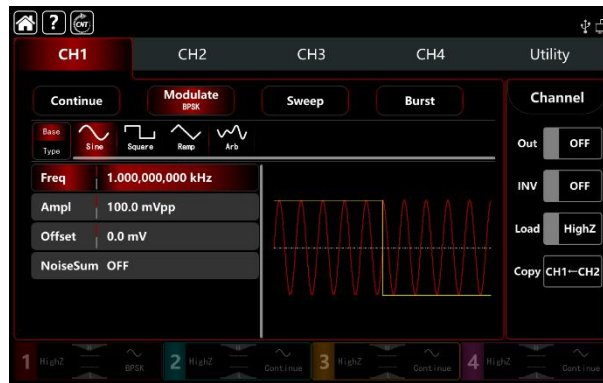 ? CNT
CH1 CH2 CH3 CH4 Utility
Continue Modulate Sweep Burst Channel
BPSK
Base
Type Sine Square Ramp Arb
Out OFF
Freq 1.000,000,000 kHz
INV OFF
Ampl 100.0 mVpp
Offset 0.0 mV
Load HighZ
NoiseSum OFF
Copy CH1←CH2
1 HighZ BPSK 2 HighZ Continue 3 HighZ Continue 4 HighZ Continue